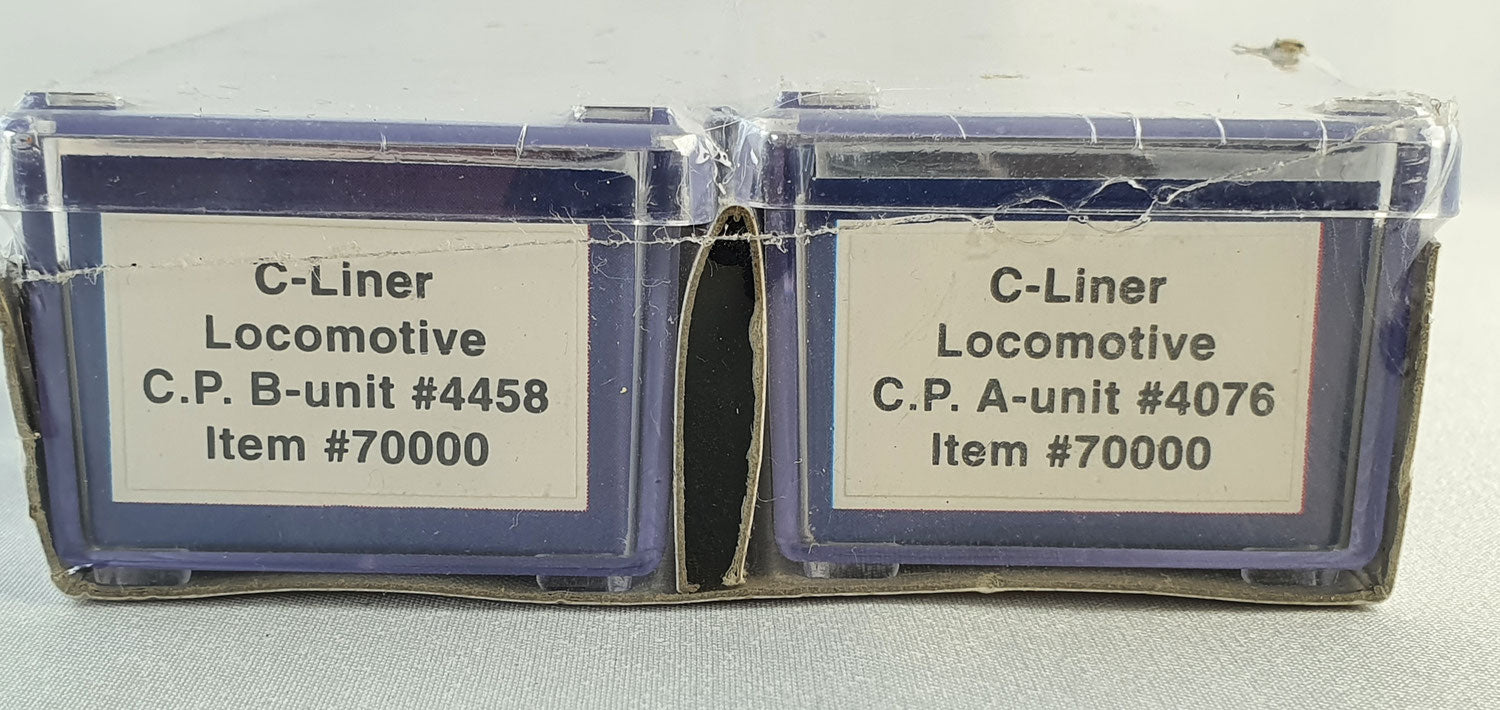 C-Liner
Locomotive
C.P. B-unit #4458
Item #70000
C-Liner
Locomotive
C.P. A-unit #4076
Item #70000